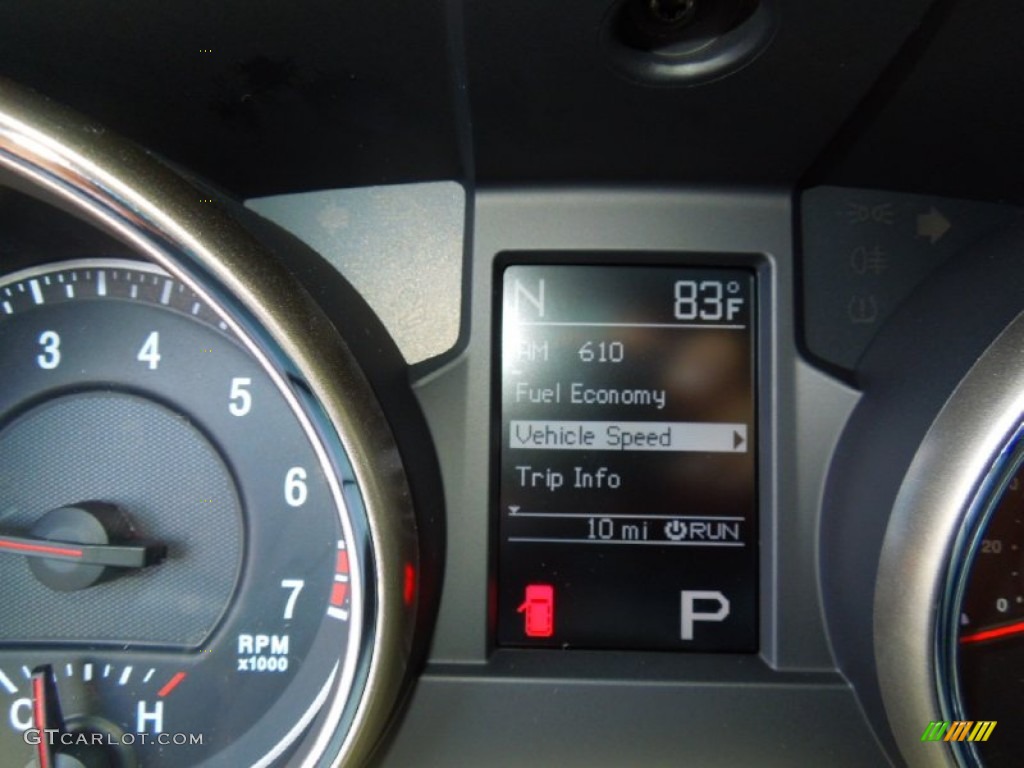 N 83°F
AM 610
Fuel Economy
Vehicle Speed
Trip Info
10 mi RUN
P
3 4 5 6 7
RPM
x1000
C H
20
0
GTCARLOT.COM